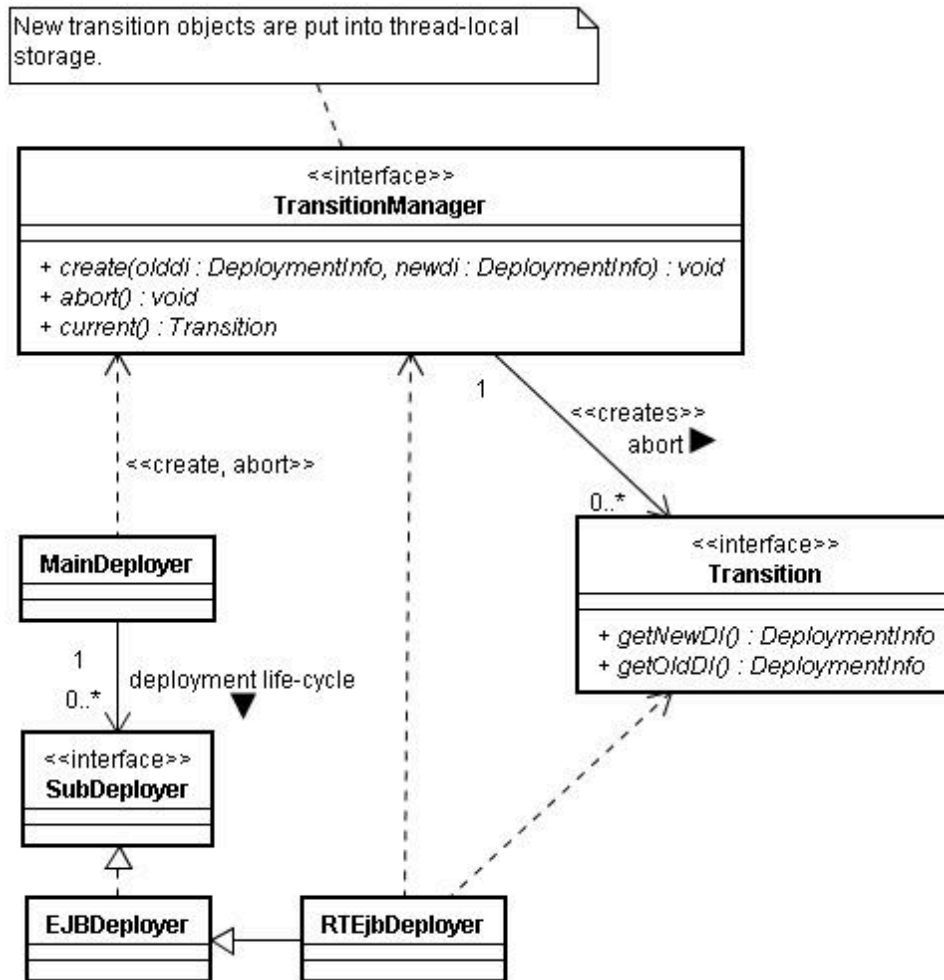 New transition objects are put into thread-local
storage.
<<interface>>
TransitionManager
+ create(olddi : DeploymentInfo, newdi : DeploymentInfo) : void
+ abort() : void
+ current() : Transition
1
<<creates>>
abort
<<create, abort>>
0..*
MainDeployer
<<interface>>
Transition
+ getNewDI() : DeploymentInfo
+ getOldDI() : DeploymentInfo
1
deployment life-cycle
0..*
<<interface>>
SubDeployer
EJBDeployer
RTEjbDeployer